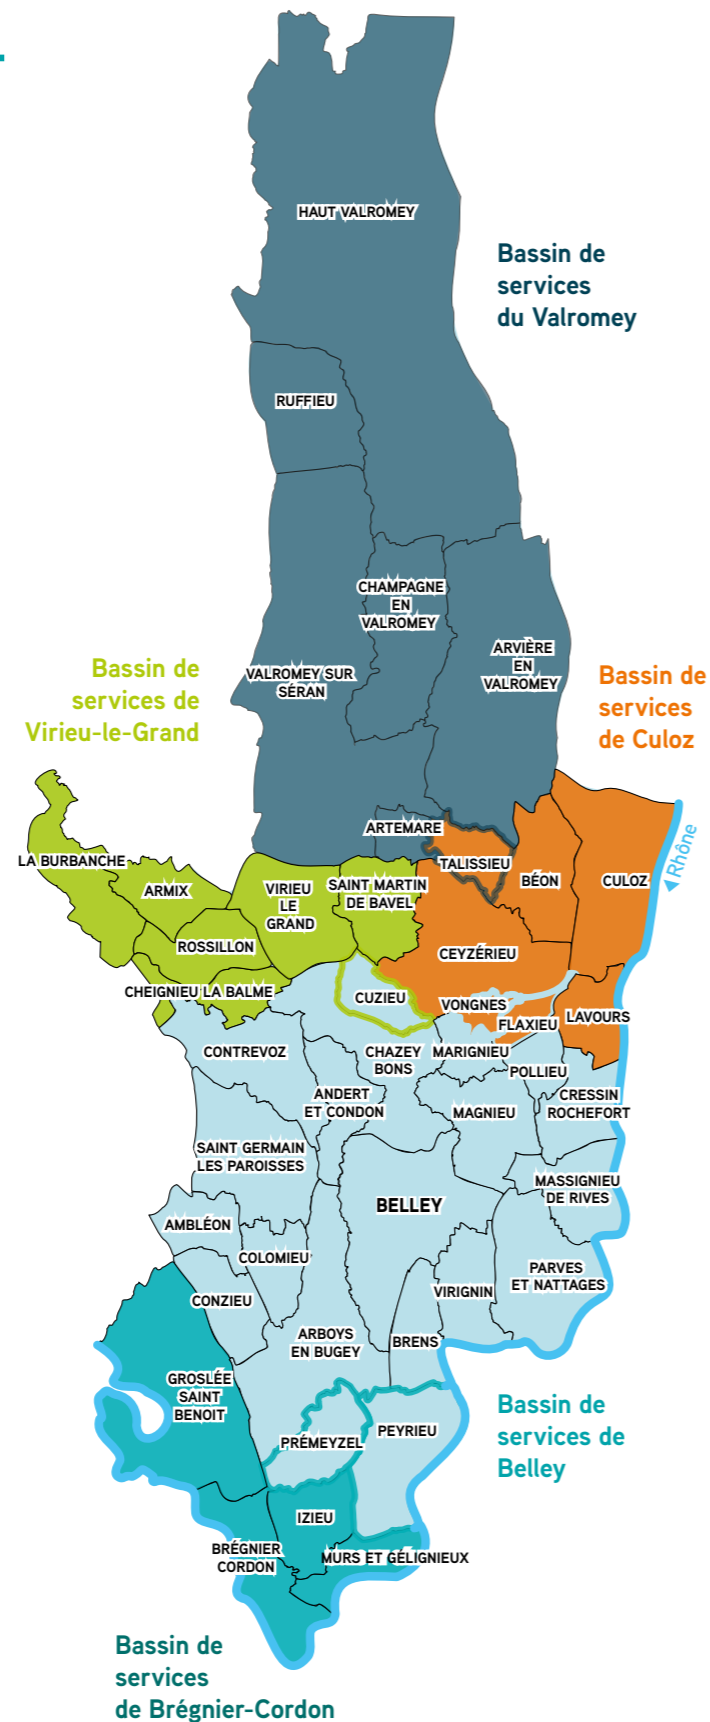 HAUT VALROMEY
Bassin de
services
du Valromey
RUFFIEU
CHAMPAGNE
EN
VALROMEY
ARVIÈRE
EN
VALROMEY
VALROMEY SUR
SÉRAN
Bassin de
services de
Virieu-le-Grand
Bassin de
services
de Culoz
Rhône
ARTEMARE
TALISSIEU
LA BURBANCHE
ARMIX
VIRIEU
LE
GRAND
SAINT MARTIN
DE BAVEL
BÉON
CULOZ
ROSSILLON
CEYZÉRIEU
CHEIGNIEU LA BALME
CUZIEU
VONGNES
FLAXIEU
LAVOURS
CONTREVOZ
CHAZEY
BONS
MARIGNIEU
POLLIEU
ANDERT
ET CONDON
MAGNIEU
CRESSIN
ROCHEFORT
SAINT GERMAIN
LES PAROISSES
MASSIGNIEU
DE RIVES
BELLEY
AMBLÉON
COLOMIEU
PARVES
ET NATTAGES
VIRIGNIN
CONZIEU
ARBOYS
EN BUGEY
BRENS
GROSLÉE
SAINT
BENOIT
Bassin de
services de
Belley
PRÉMEYZEL
PEYRIEU
IZIEU
BRÉGNIER
CORDON
MURS ET GÉLIGNIEUX
Bassin de
services
de Brégnier-Cordon